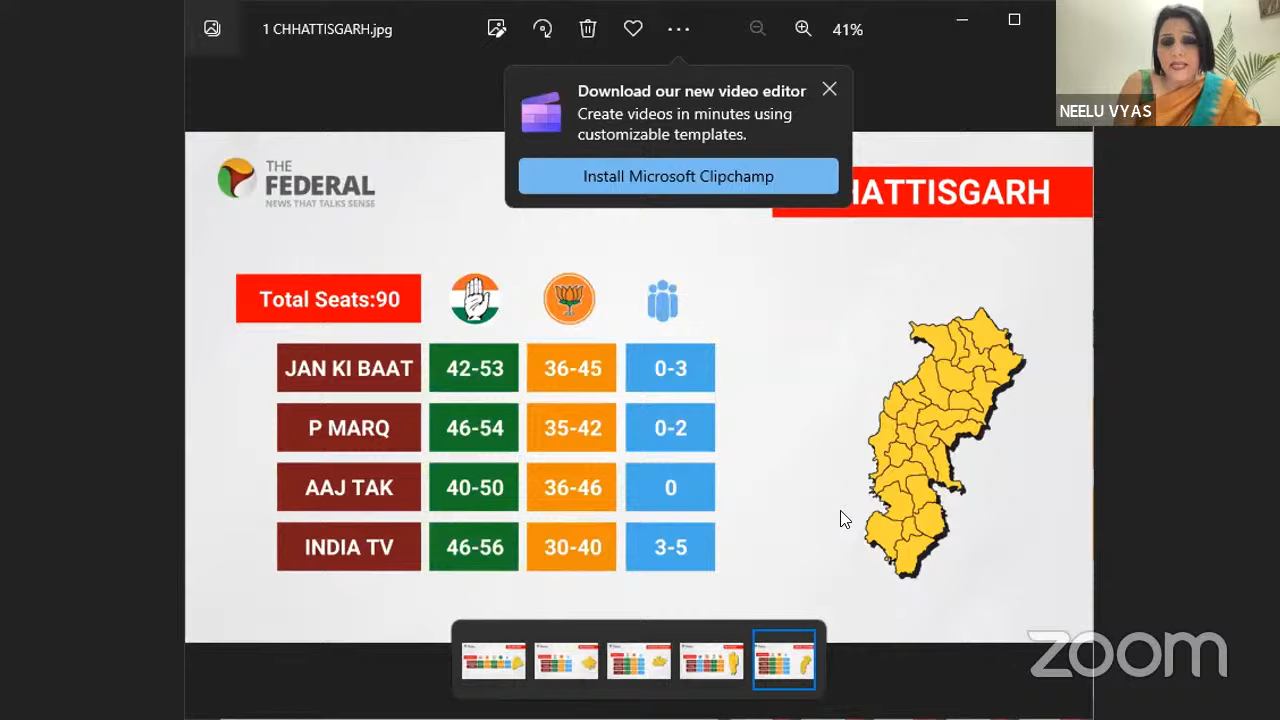 1 CHHATTISGARH.jpg
41%
NEELU VYAS
Download our new video editor
Create videos in minutes using
customizable templates.
Install Microsoft Clipchamp
THE
FEDERAL
NEWS THAT TALKS SENSE
HATTISGARH
Total Seats:90
JAN KI BAAT 42-53 36-45 0-3
P MARQ 46-54 35-42 0-2
AAJ TAK 40-50 36-46 0
INDIA TV 46-56 30-40 3-5
zoom